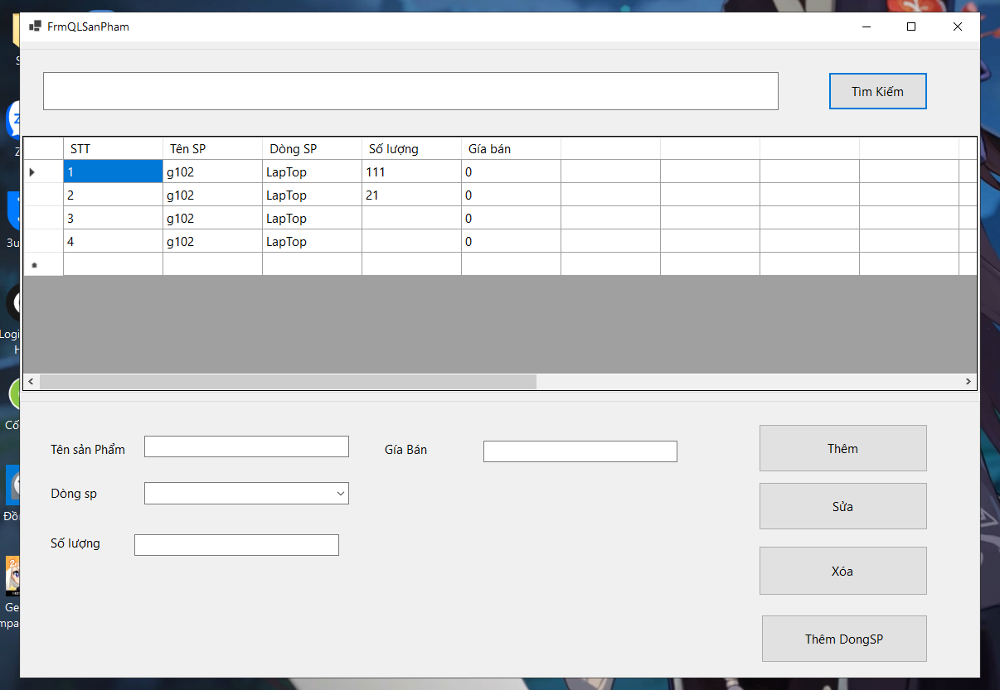 FrmQLSanPham
Tìm Kiếm
STT Tên SP Dòng SP Số lượng Gía bán
1 g102 LapTop 111 0
2 g102 LapTop 21 0
3 g102 LapTop 0
4 g102 LapTop 0
Tên sản Phẩm
Gía Bán
Thêm
Dòng sp
Sửa
Số lượng
Xóa
Thêm DongSP